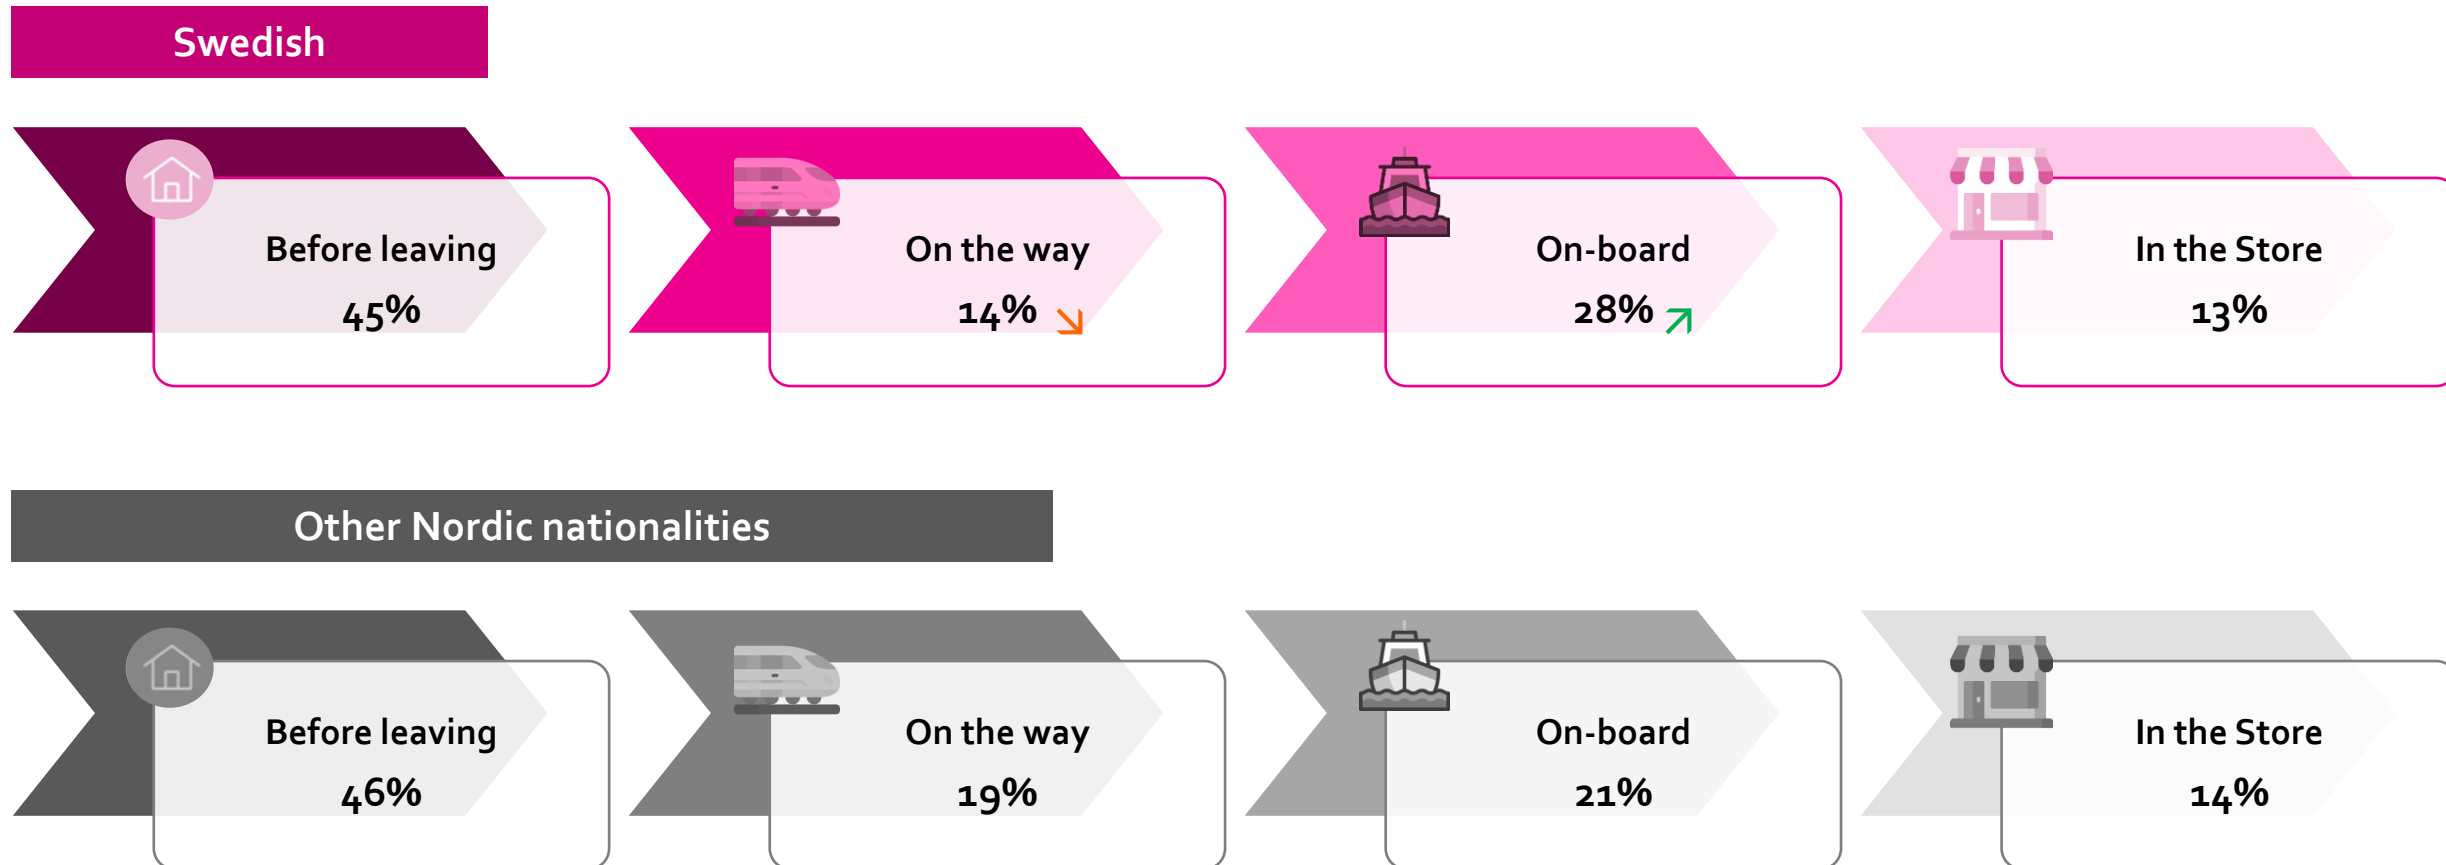 Swedish
Before leaving
45%
On the way
14%
On-board
28%
In the Store
13%
Other Nordic nationalities
Before leaving
46%
On the way
19%
On-board
21%
In the Store
14%